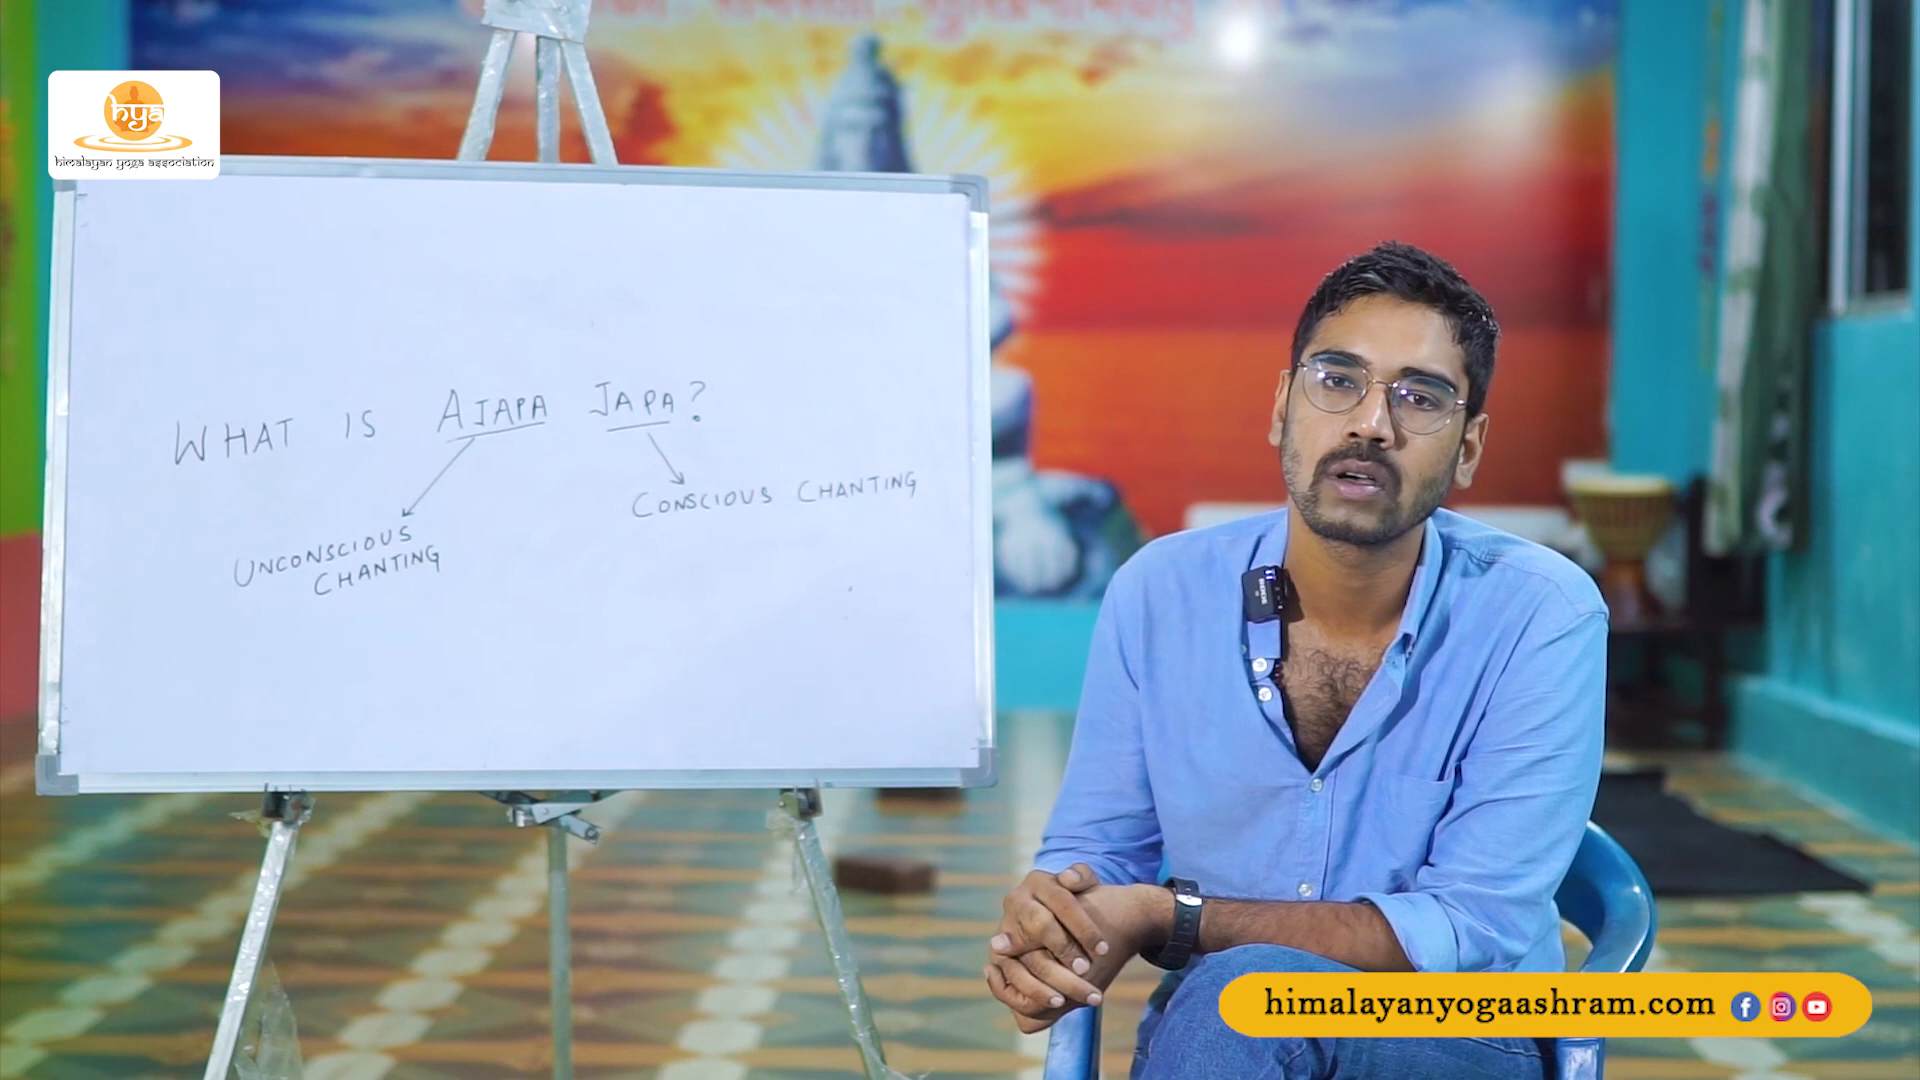 hya
himalayan yoga association
WHAT IS AJAPA JAPA?
CONSCIOUS CHANTING
UNCONSCIOUS
CHANTING
himalayanyogaashram.com